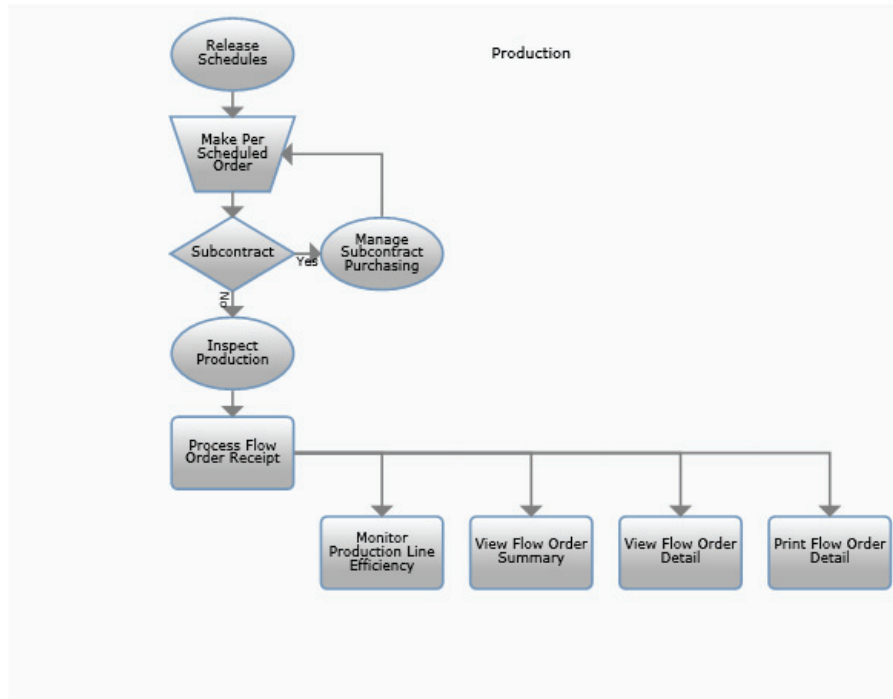 Release
Schedules
Production
Make Per
Scheduled
Order
Subcontract
Yes
Manage
Subcontract
Purchasing
No
Inspect
Production
Process Flow
Order Receipt
Monitor
Production Line
Efficiency
View Flow Order
Summary
View Flow Order
Detail
Print Flow Order
Detail